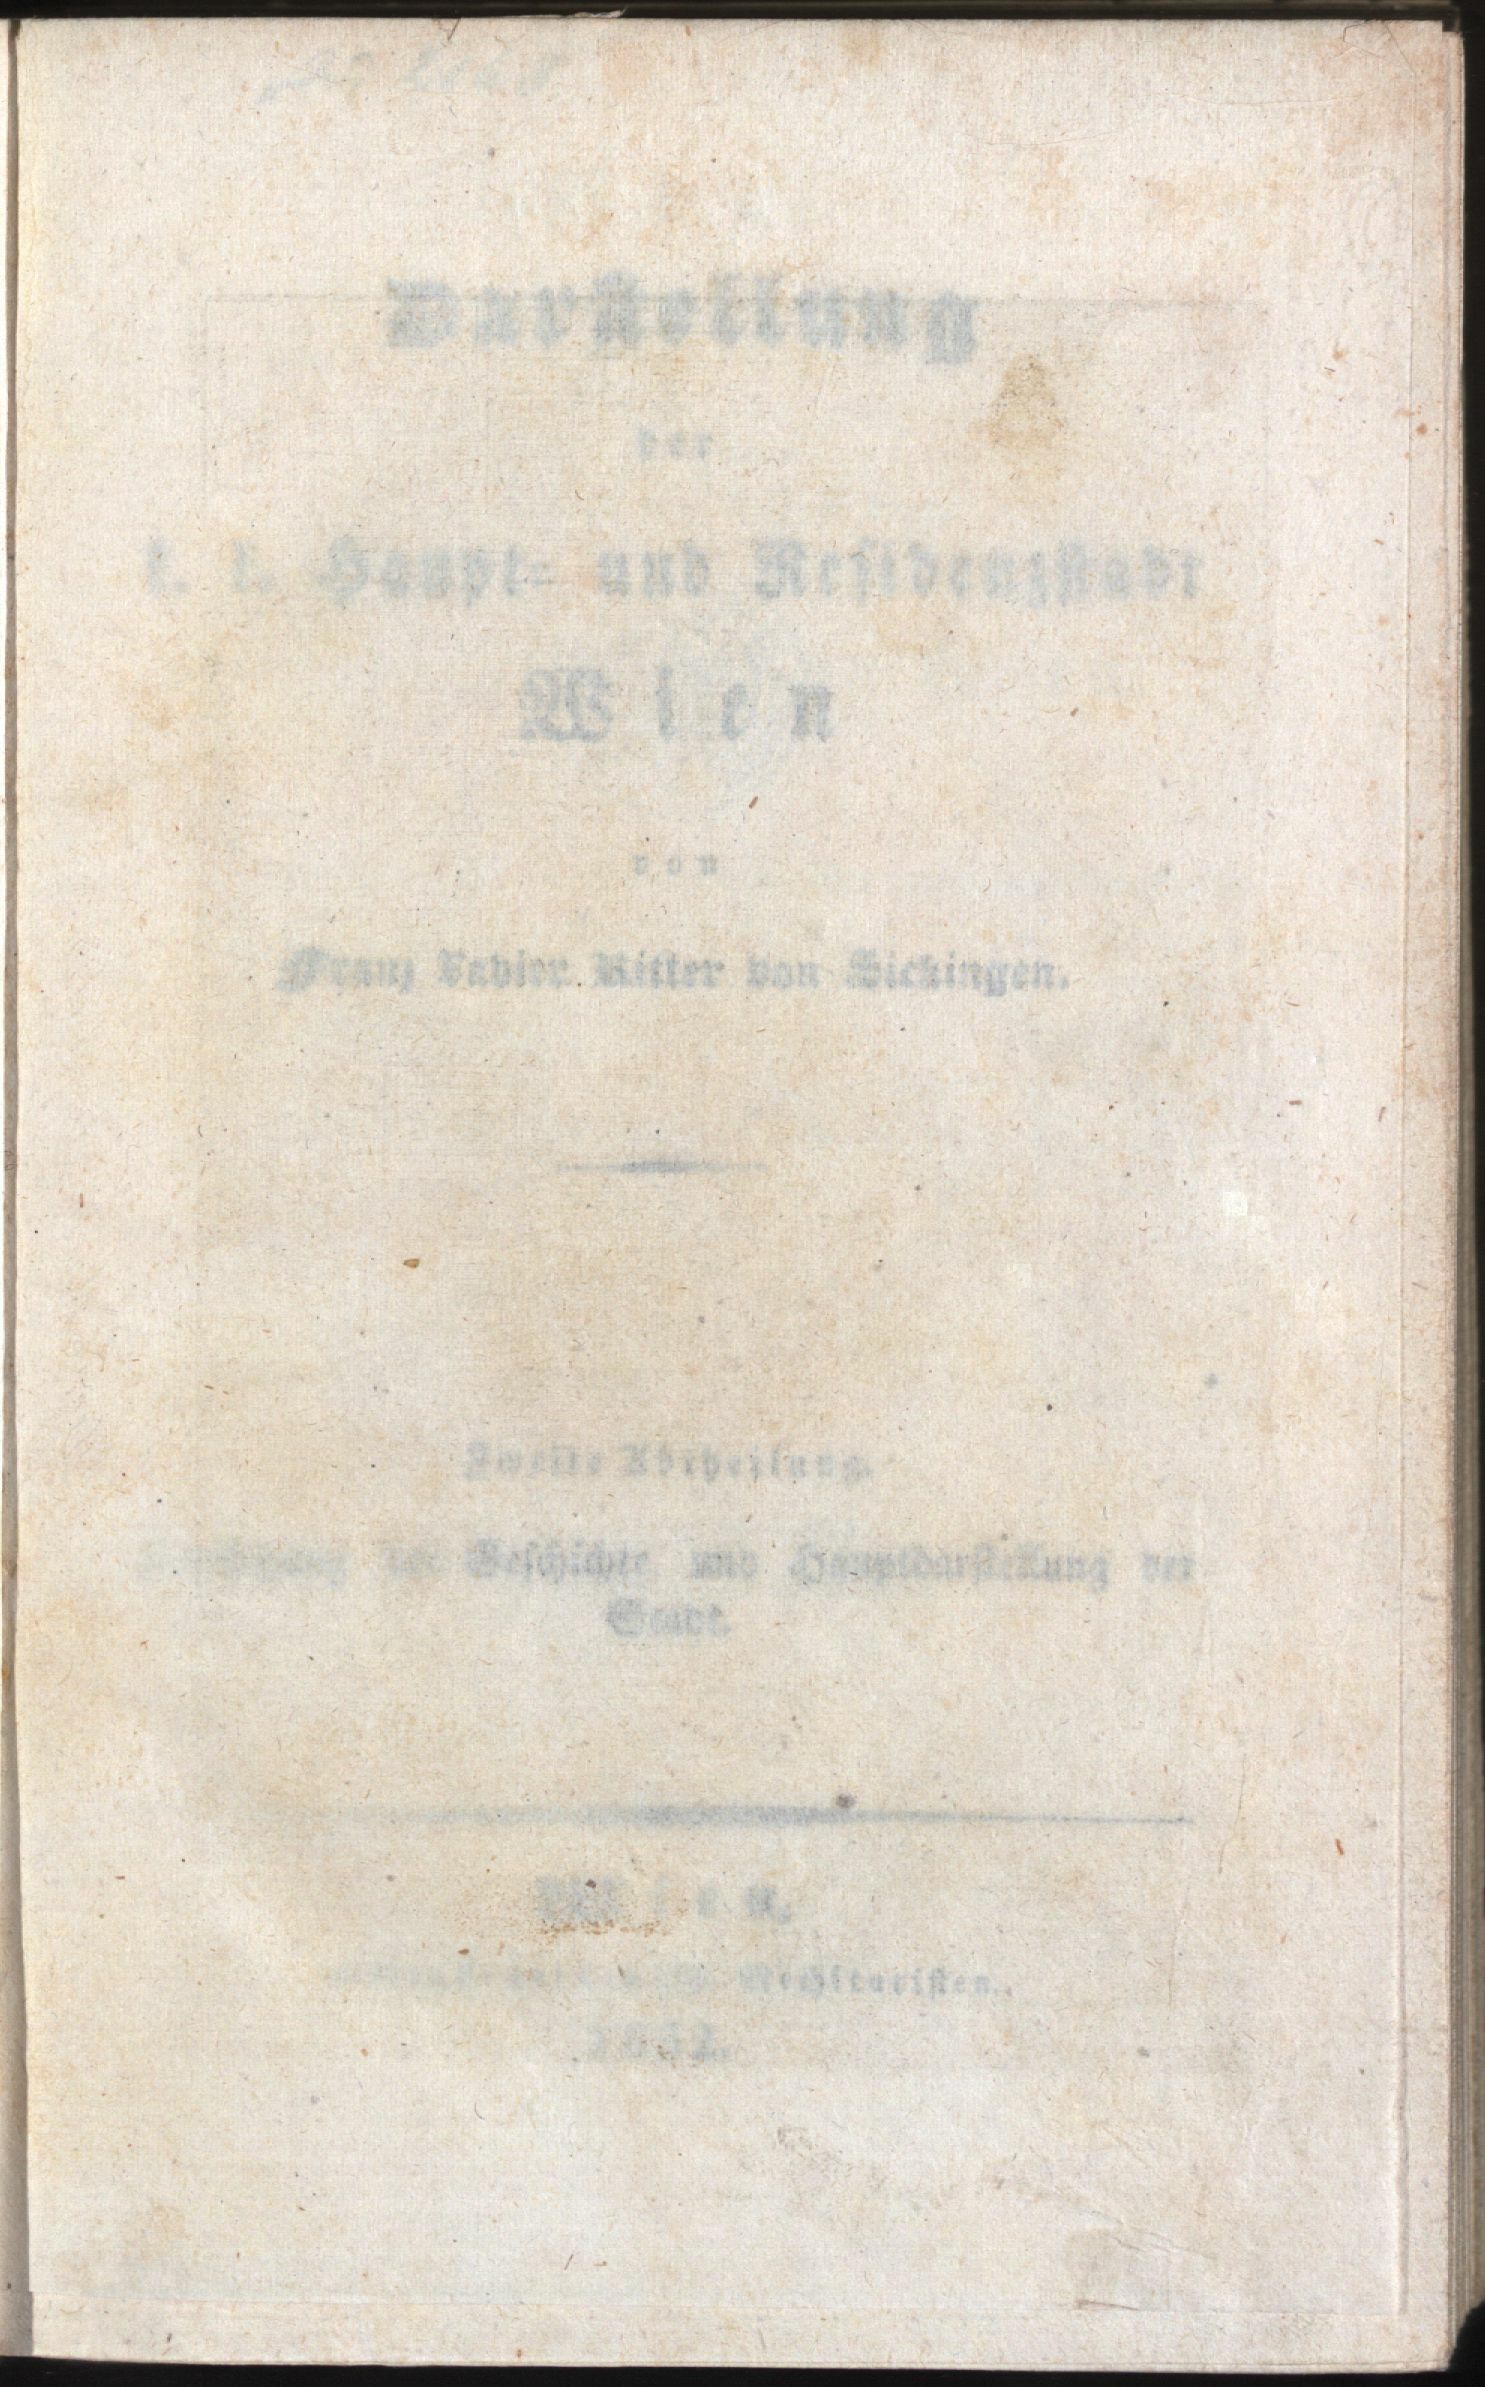 Darstellung
der
k. k. Haupt- und Residenzstadt
Wien
von
Franz Xavier Ritter von Sickingen.
Zweite Abtheilung.
der Geschichte und Hauptdarstellung der
Stadt.
Wien,
Mechitaristen.